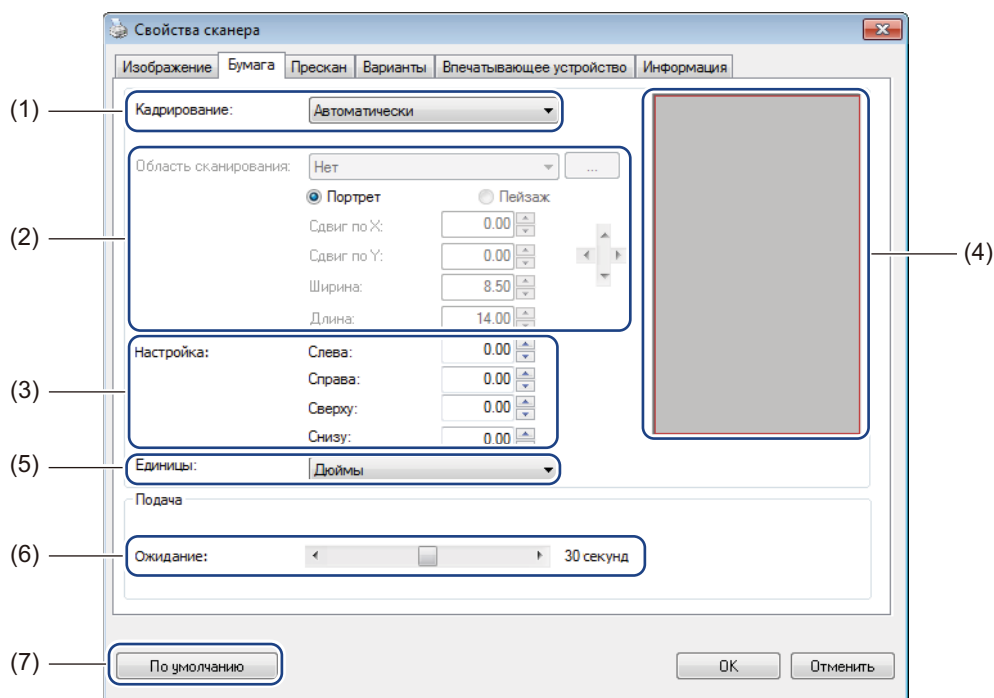 Свойства сканера
Изображение Бумага Прескан Варианты Впечатывающее устройство Информация
(1) Кадрирование: Автоматически
(2) Область сканирования: Нет ...
Портрет Пейзаж
Сдвиг по X: 0.00
Сдвиг по Y: 0.00
(4)
Ширина: 8.50
Длина: 14.00
(3) Настройка: Слева: 0.00
Справа: 0.00
Сверху: 0.00
Снизу: 0.00
(5) Единицы: Дюймы
Подача
(6) Ожидание: 30 секунд
(7) По умолчанию OK Отменить